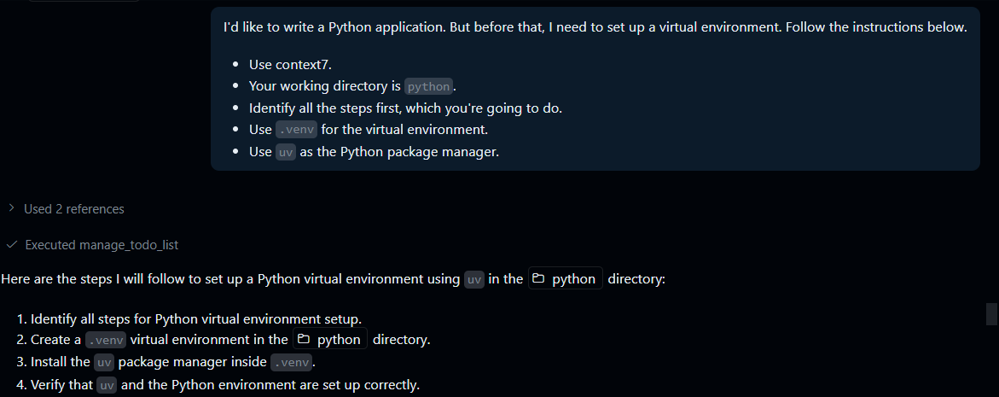 I'd like to write a Python application. But before that, I need to set up a virtual environment. Follow the instructions below.
• Use context7.
• Your working directory is python.
• Identify all the steps first, which you're going to do.
• Use .venv for the virtual environment.
• Use uv as the Python package manager.
Used 2 references
Executed manage_todo_list
Here are the steps I will follow to set up a Python virtual environment using uv in the python directory:
1. Identify all steps for Python virtual environment setup.
2. Create a .venv virtual environment in the python directory.
3. Install the uv package manager inside .venv.
4. Verify that uv and the Python environment are set up correctly.